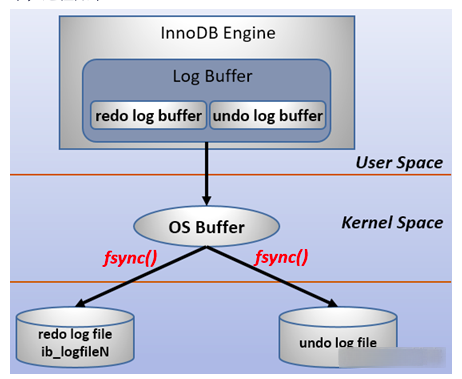 InnoDB Engine
Log Buffer
redo log buffer
undo log buffer
User Space
OS Buffer
Kernel Space
fsync()
fsync()
redo log file
ib_logfileN
undo log file